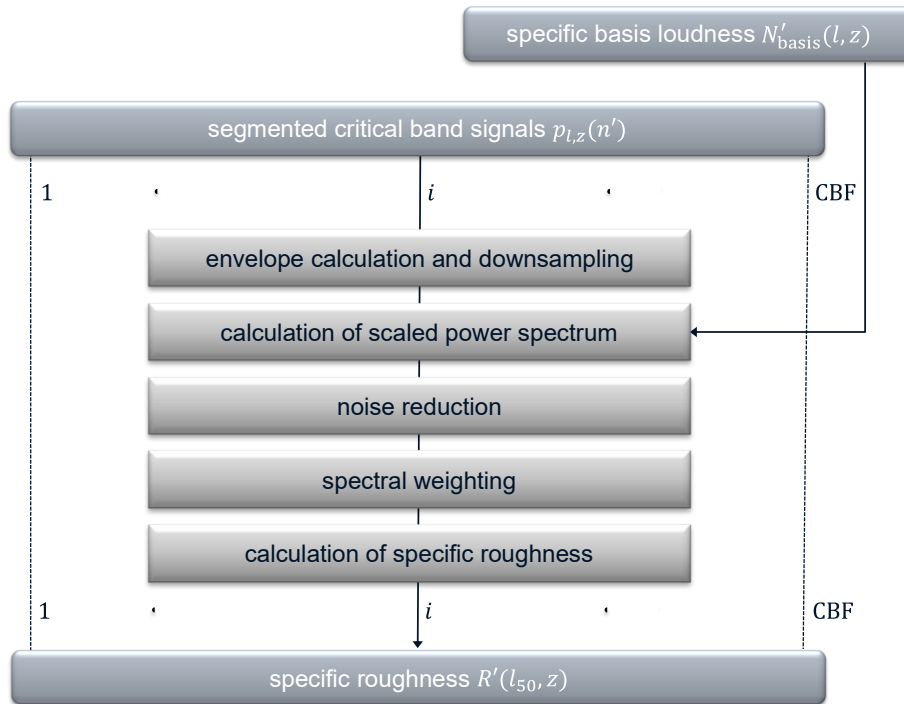 specific basis loudness N′basis(l, z)
segmented critical band signals pl,z(n′)
1 i CBF
envelope calculation and downsampling
calculation of scaled power spectrum
noise reduction
spectral weighting
calculation of specific roughness
1 i CBF
specific roughness R′(l50, z)